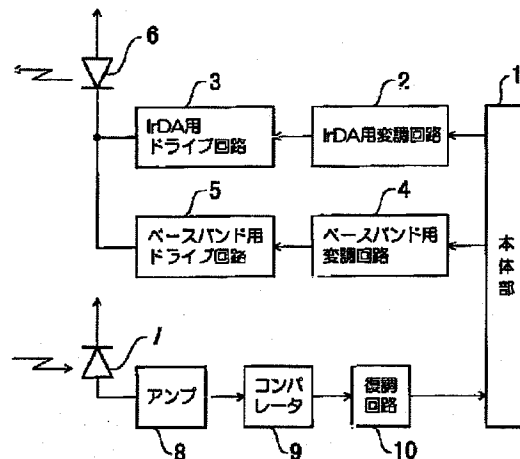 6
3
2
1
IrDA用
ドライブ回路
IrDA用変調回路
5
4
ベースバンド用
ドライブ回路
ベースバンド用
変調回路
本体部
7
アンプ
コンパ
レータ
復調
回路
8
9
10